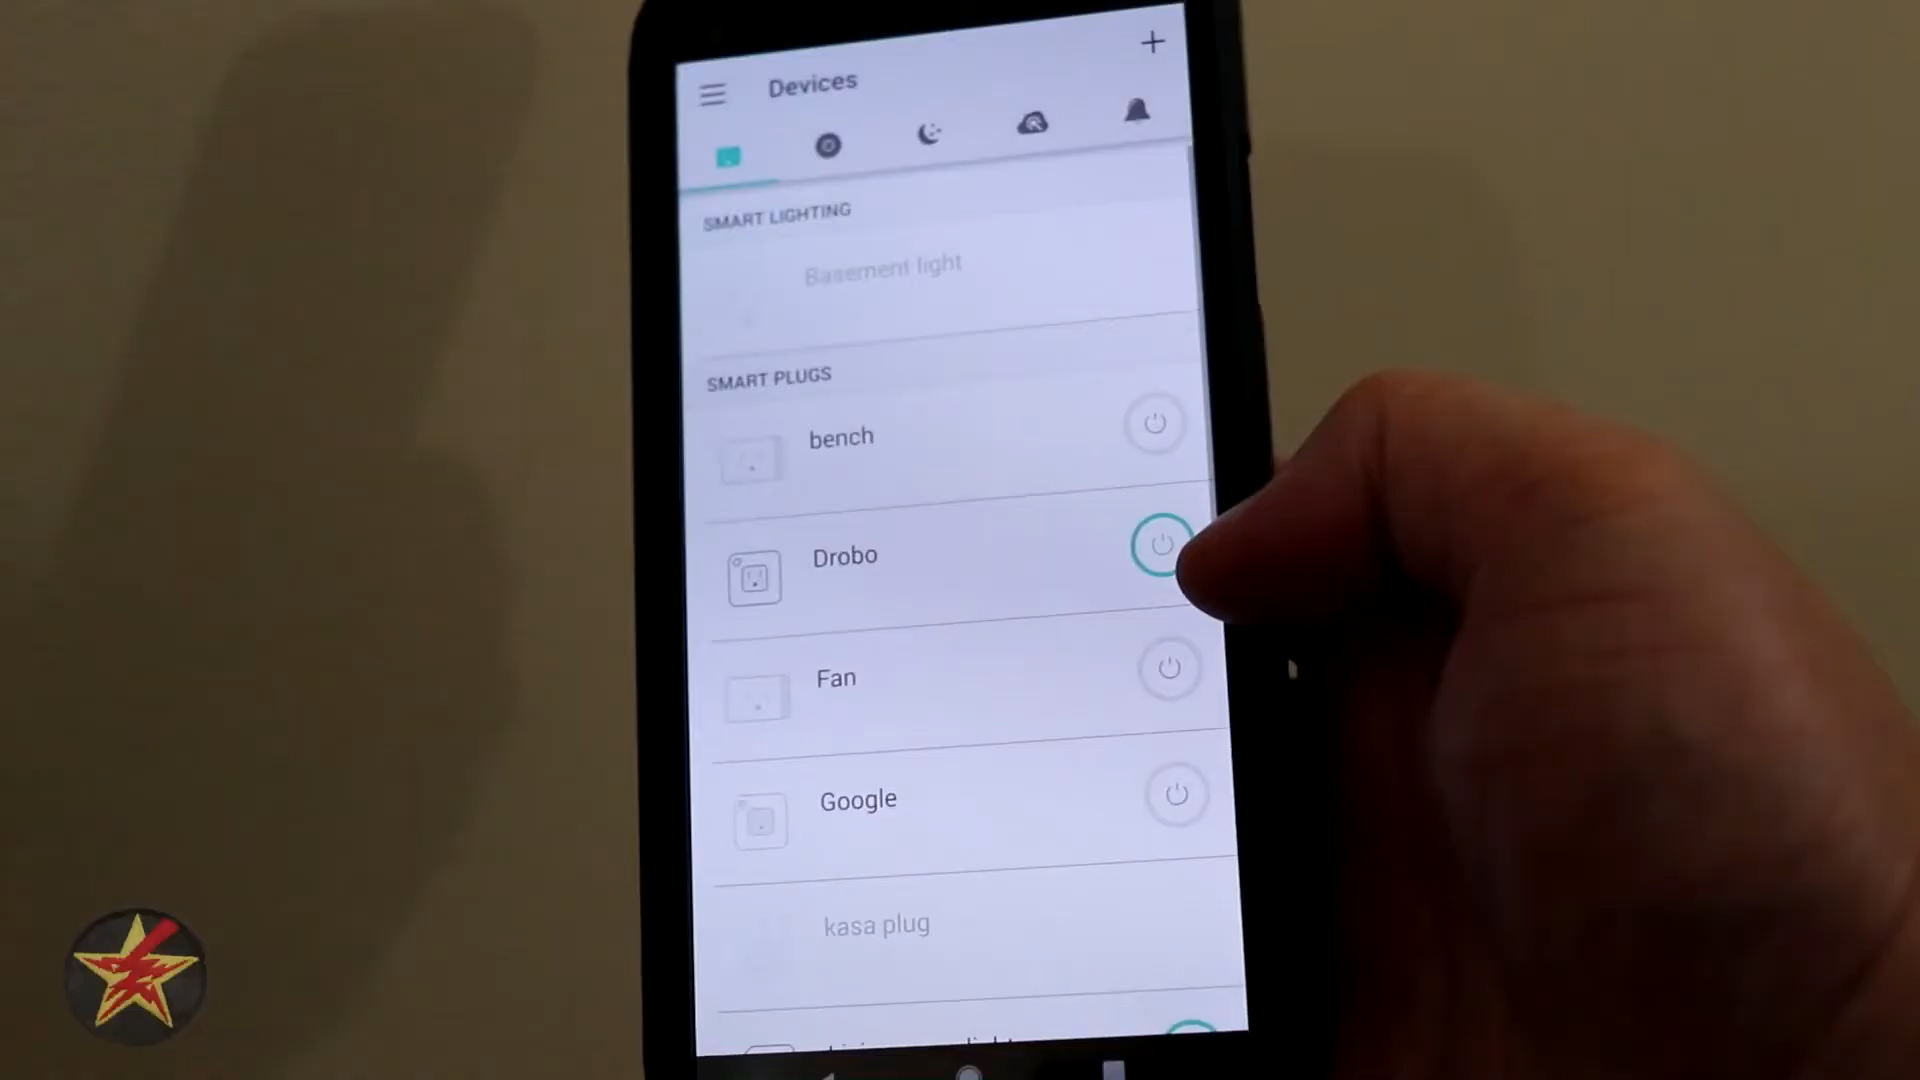 Devices
SMART LIGHTING
Basement light
SMART PLUGS
bench
Drobo
Fan
Google
kasa plug